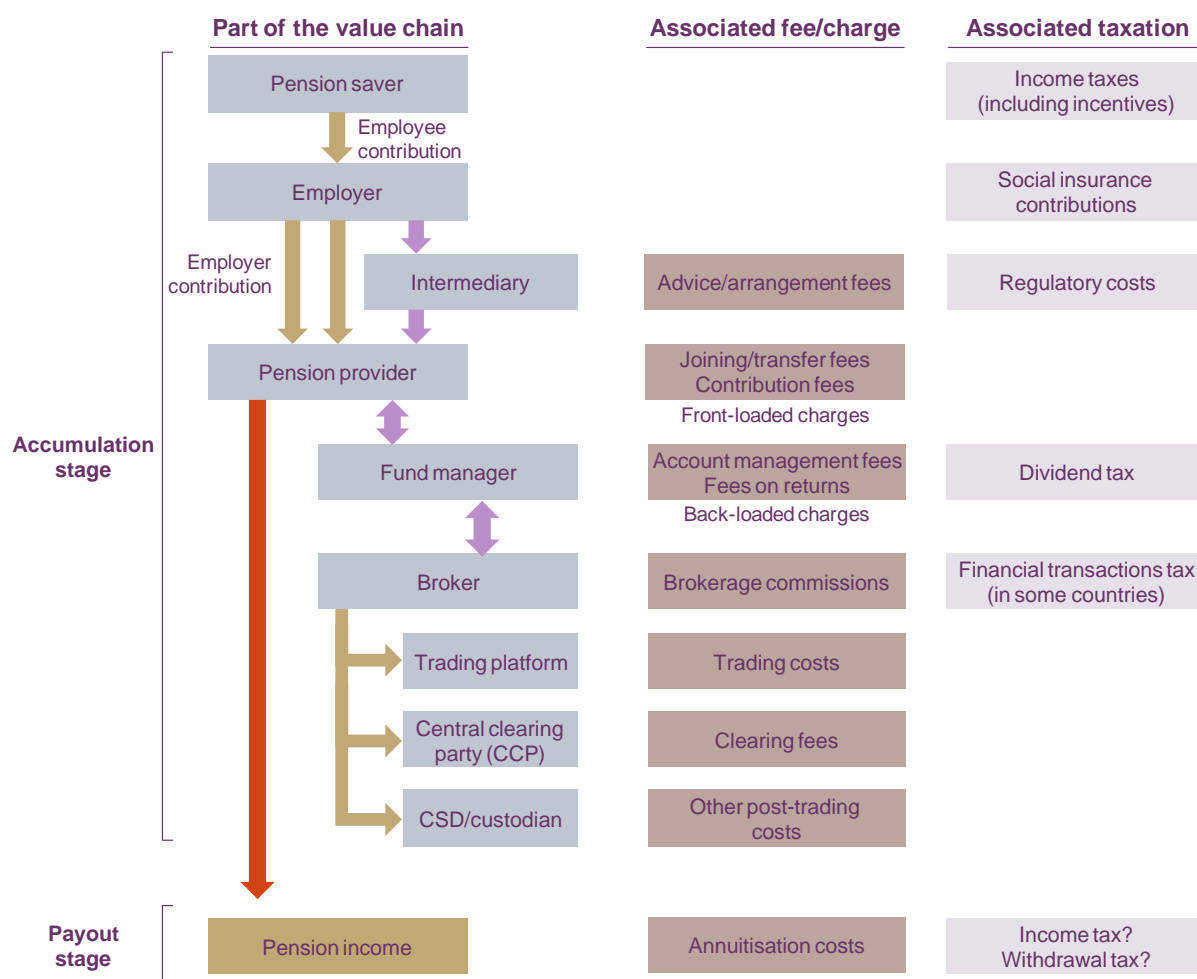 Part of the value chain
Associated fee/charge
Associated taxation
Pension saver
Income taxes
(including incentives)
Employee
contribution
Employer
Social insurance
contributions
Employer
contribution
Intermediary
Advice/arrangement fees
Regulatory costs
Pension provider
Joining/transfer fees
Contribution fees
Front-loaded charges
Accumulation
stage
Fund manager
Account management fees
Fees on returns
Dividend tax
Back-loaded charges
Broker
Brokerage commissions
Financial transactions tax
(in some countries)
Trading platform
Trading costs
Central clearing
party (CCP)
Clearing fees
CSD/custodian
Other post-trading
costs
Payout
stage
Pension income
Annuitisation costs
Income tax?
Withdrawal tax?